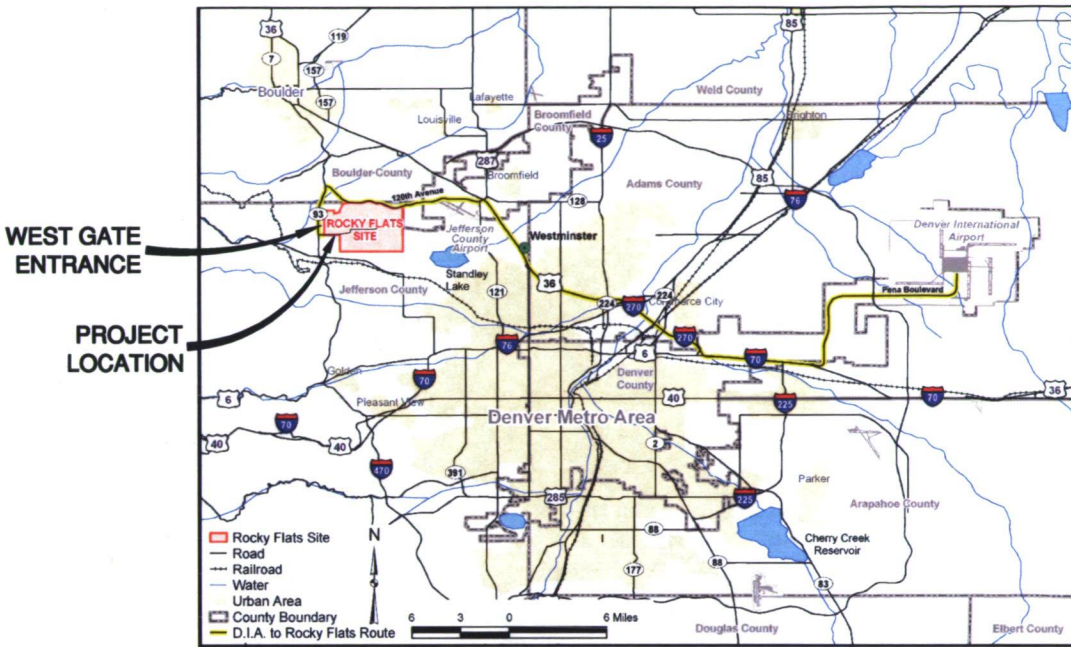 36
85
119
7
157
Boulder
157
Lafayette
Weld County
Louisville
Broomfield
County
Brighton
25
287
85
Boulder County
Broomfield
Adams County
120th Avenue
128
76
93
WEST GATE
ENTRANCE
ROCKY FLATS
SITE
Jefferson
County
Airport
Westminster
Denver International
Airport
Standley
Lake
36
Jefferson County
121
224
270
224
Commerce City
Pena Boulevard
PROJECT
LOCATION
76
270
6
70
Golden
70
Denver
County
6
Pleasant View
40
225
70
36
70
Denver Metro Area
40
40
2
470
391
285
225
Parker
Arapahoe County
88
Cherry Creek
Reservoir
177
88
83
Rocky Flats Site
Road
Railroad
Water
Urban Area
County Boundary
D.I.A. to Rocky Flats Route
N
6 3 0 6 Miles
Douglas County
Elbert County